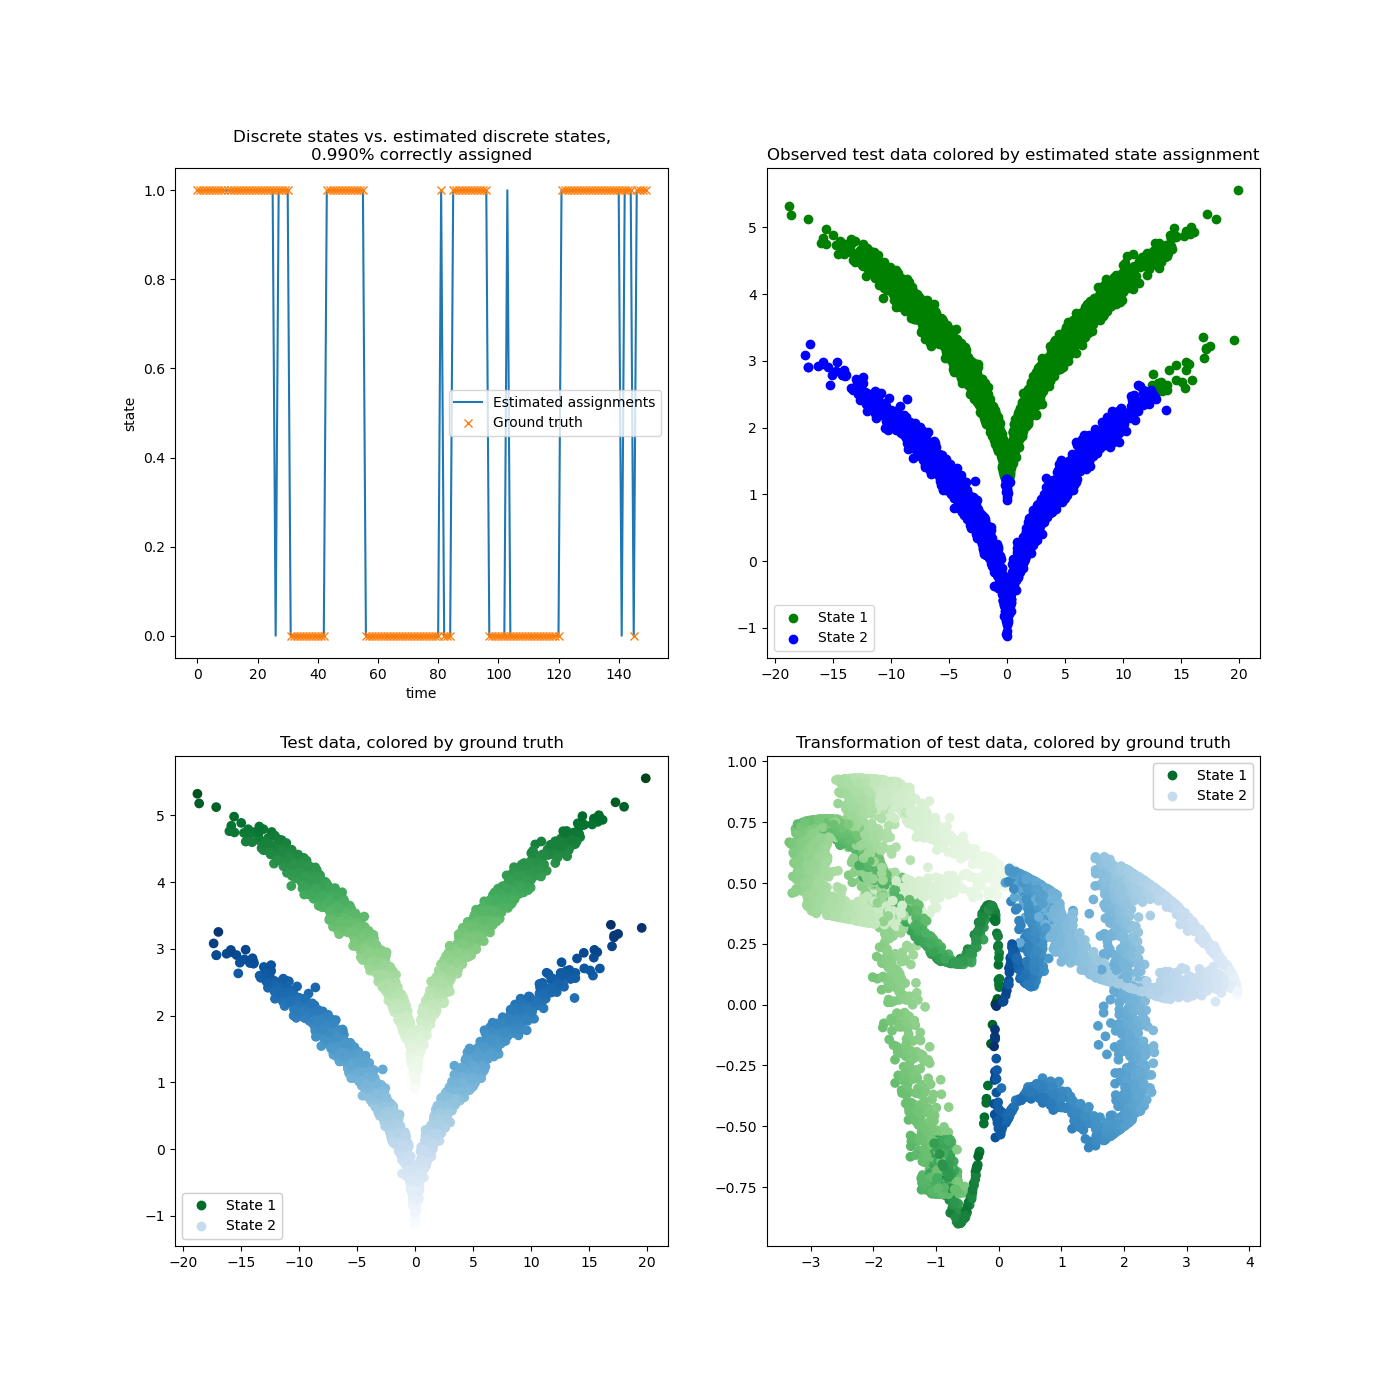 Discrete states vs. estimated discrete states,
0.990% correctly assigned
1.0
0.8
0.6
0.4
0.2
0.0
state
Estimated assignments
Ground truth
0 20 40 60 80 100 120 140
time
Observed test data colored by estimated state assignment
5
4
3
2
1
0
−1
State 1
State 2
−20 −15 −10 −5 0 5 10 15 20
Test data, colored by ground truth
5
4
3
2
1
0
−1
State 1
State 2
−20 −15 −10 −5 0 5 10 15 20
Transformation of test data, colored by ground truth
1.00
0.75
0.50
0.25
0.00
−0.25
−0.50
−0.75
State 1
State 2
−3 −2 −1 0 1 2 3 4